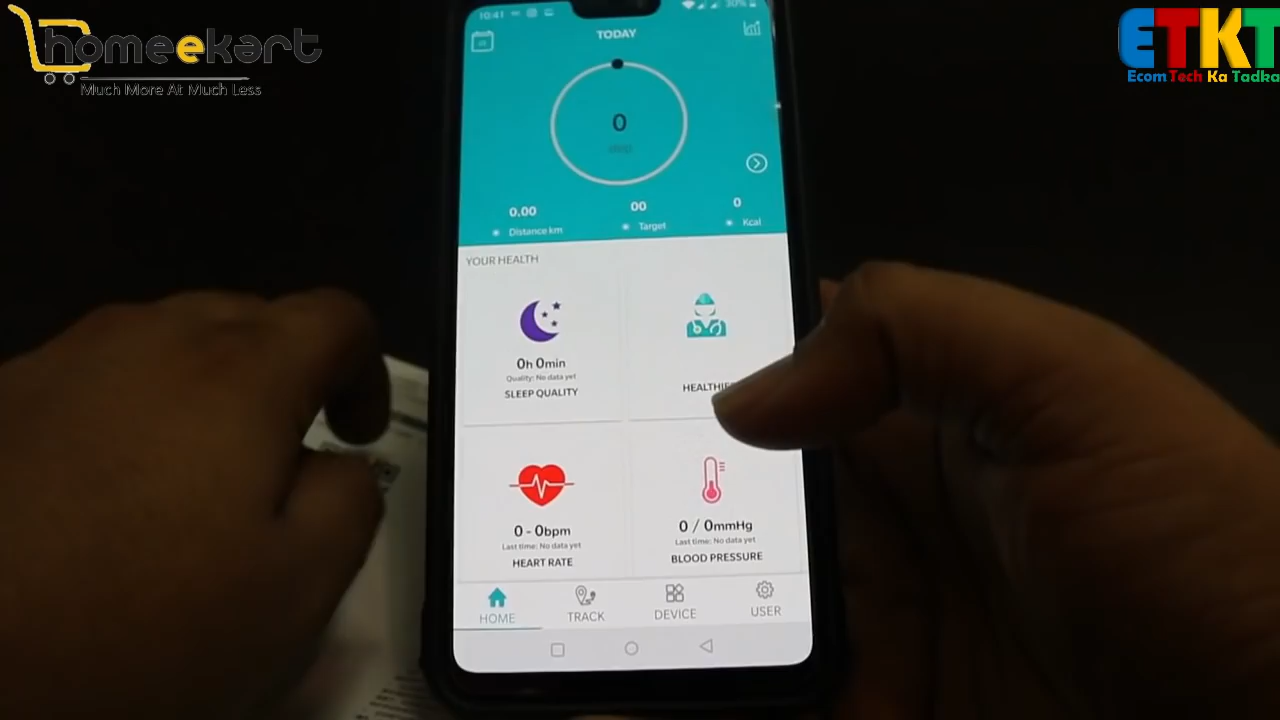 homeekart
Much More At Much Less
ETKT
Ecom Tech Ka Tadka
10:41
30%
TODAY
0
step
0.00
00
0
Distance km
Target
Kcal
YOUR HEALTH
0h 0min
Quality: No data yet
SLEEP QUALITY
0 - 0bpm
Last time: No data yet
HEART RATE
0 / 0mmHg
Last time: No data yet
BLOOD PRESSURE
HOME
TRACK
DEVICE
USER